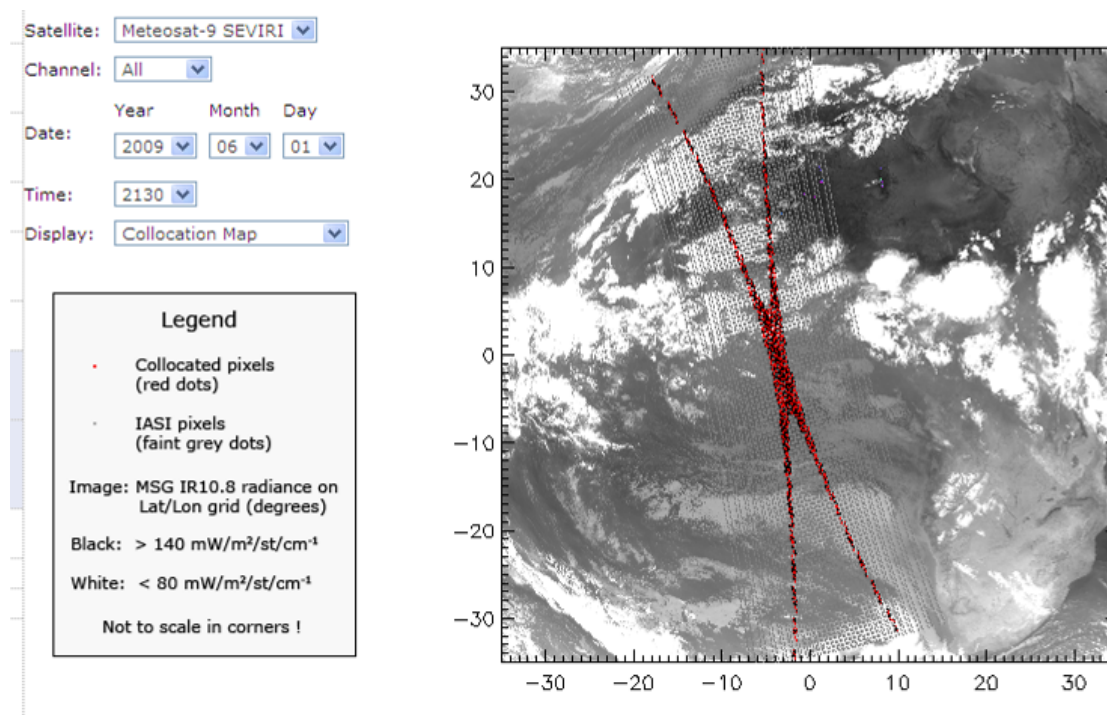 Satellite: Meteosat-9 SEVIRI
Channel: All
Year Month Day
Date: 2009 06 01
Time: 2130
Display: Collocation Map
Legend
Collocated pixels
(red dots)
IASI pixels
(faint grey dots)
Image: MSG IR10.8 radiance on
Lat/Lon grid (degrees)
Black: > 140 mW/m²/st/cm⁻¹
White: < 80 mW/m²/st/cm⁻¹
Not to scale in corners !
30
20
10
0
−10
−20
−30
−30 −20 −10 0 10 20 30